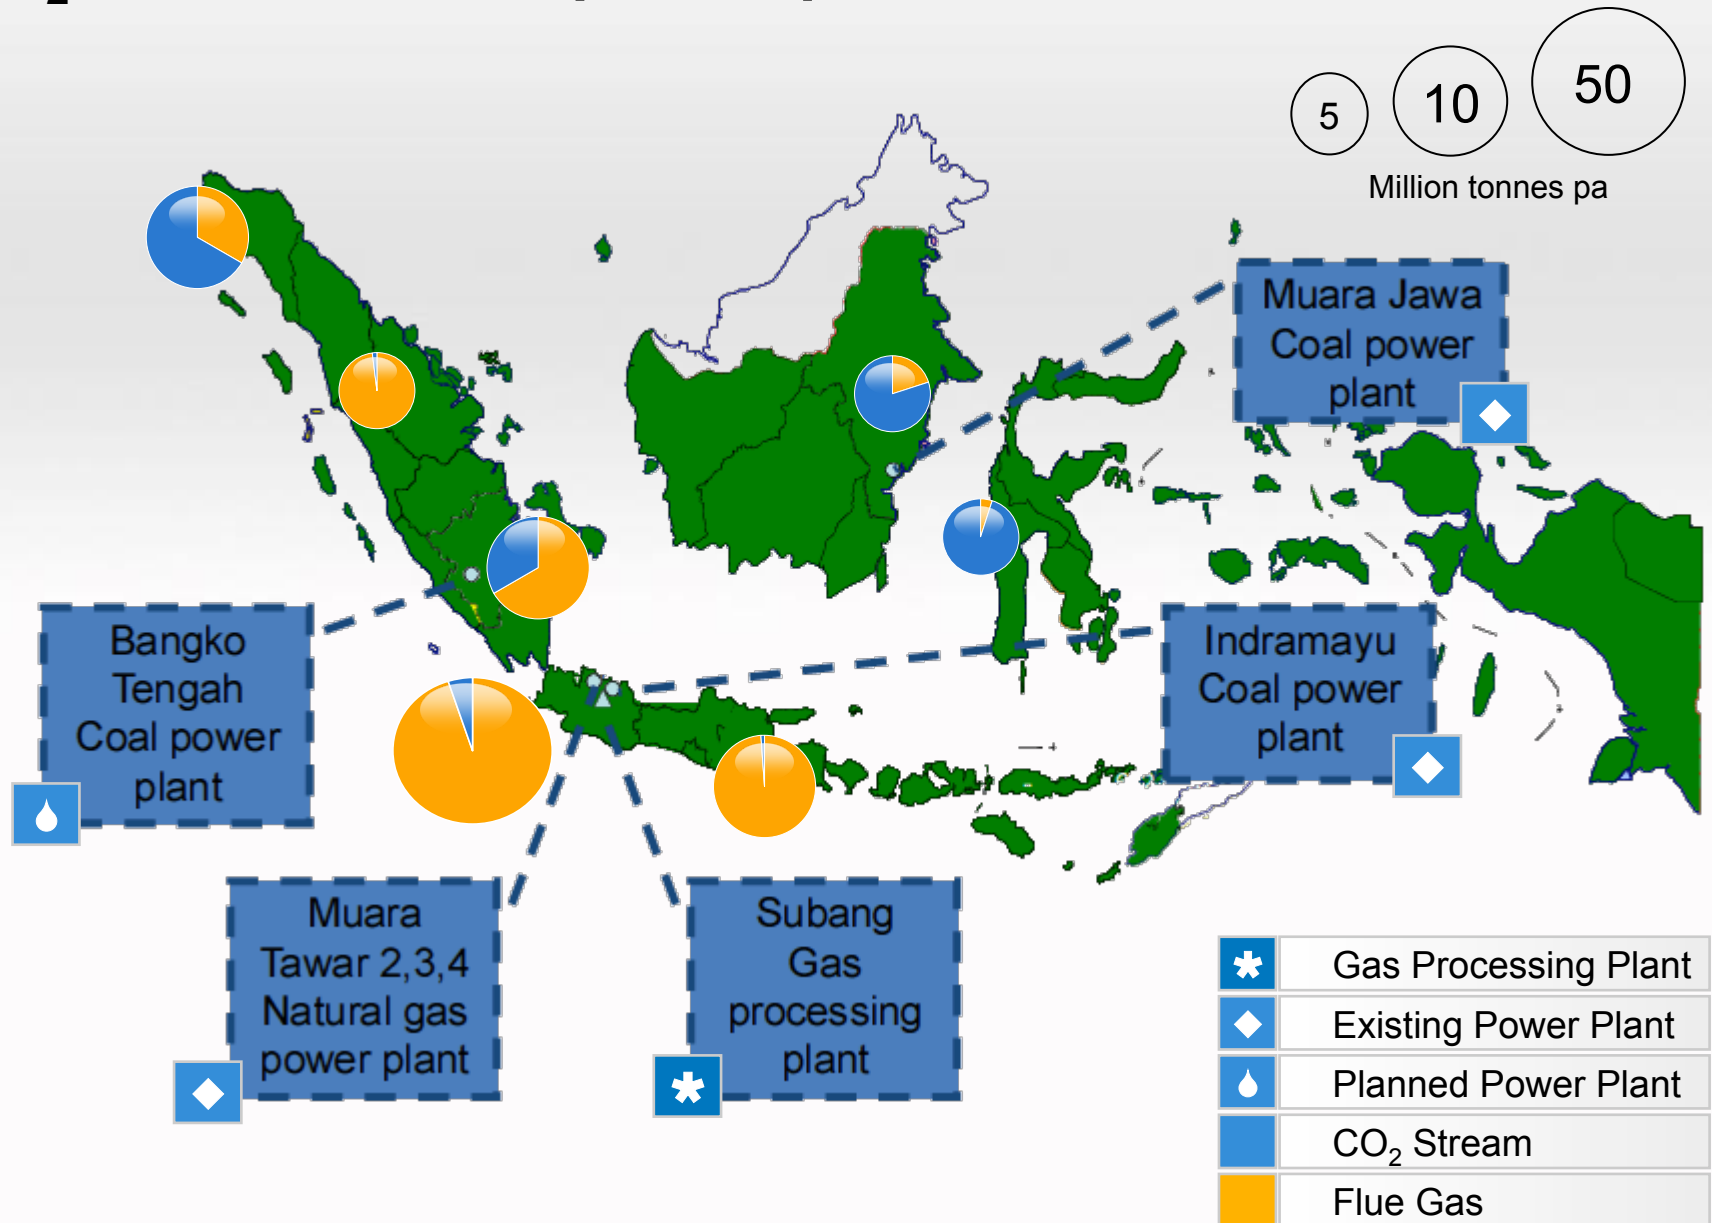 2
5
10
50
Million tonnes pa
Muara Jawa
Coal power
plant
Bangko
Tengah
Coal power
plant
Indramayu
Coal power
plant
Muara
Tawar 2,3,4
Natural gas
power plant
Subang
Gas
processing
plant
Gas Processing Plant
Existing Power Plant
Planned Power Plant
CO₂ Stream
Flue Gas